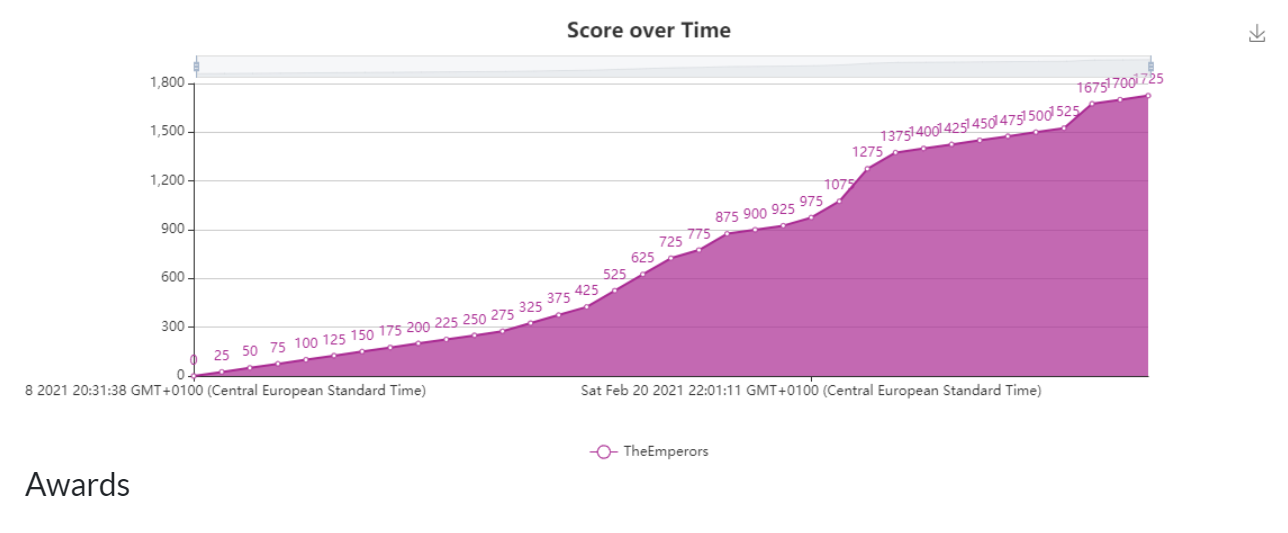 Score over Time
1,800
1,500
1,200
900
600
300
0
0 25 50 75 100 125 150 175 200 225 250 275 325 375 425 525 625 725 775 875 900 925 975 1075 1275 1375 1400 1425 1450 1475 1500 1525 1675 1700 1725
8 2021 20:31:38 GMT+0100 (Central European Standard Time) Sat Feb 20 2021 22:01:11 GMT+0100 (Central European Standard Time)
TheEmperors
Awards